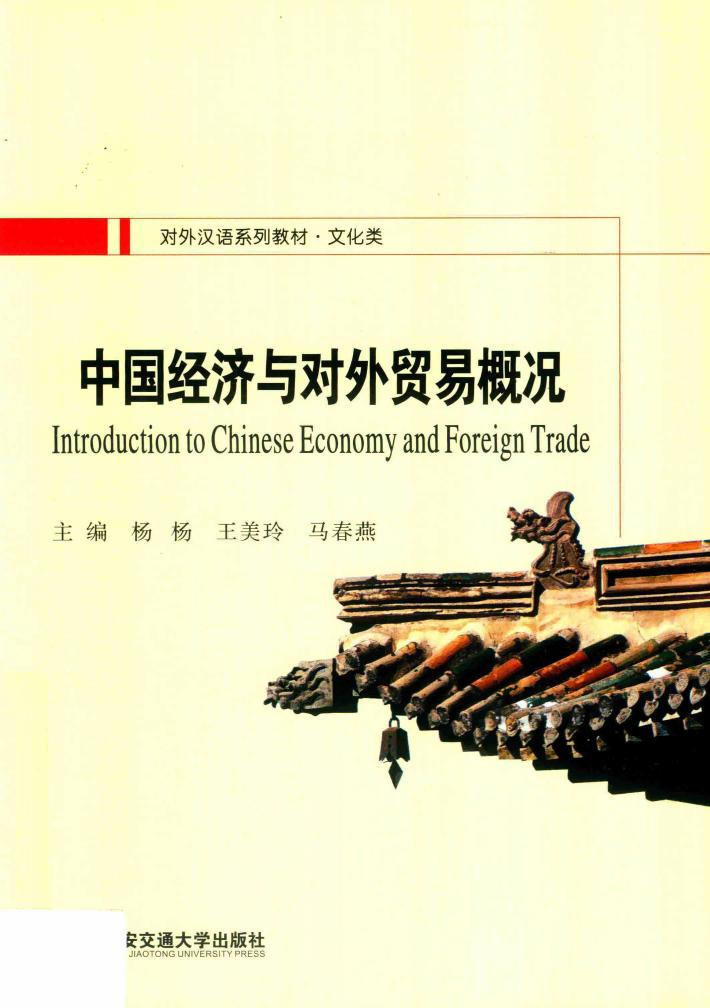 对外汉语系列教材·文化类
中国经济与对外贸易概况
Introduction to Chinese Economy and Foreign Trade
主 编 杨 杨 王美玲 马春燕
安交通大学出版社
JIAOTONG UNIVERSITY PRESS